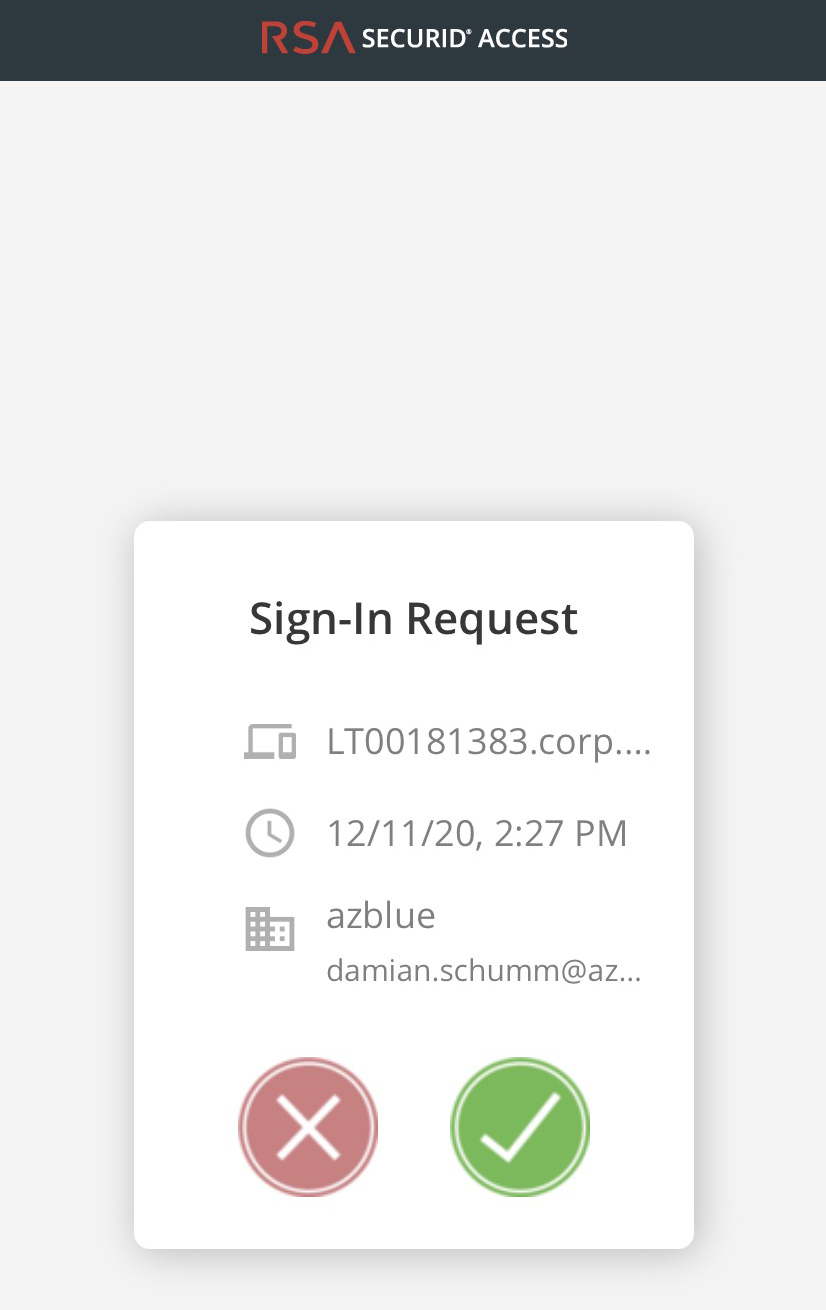 RSA SECURID® ACCESS
Sign-In Request
LT00181383.corp....
12/11/20, 2:27 PM
azblue
damian.schumm@az...